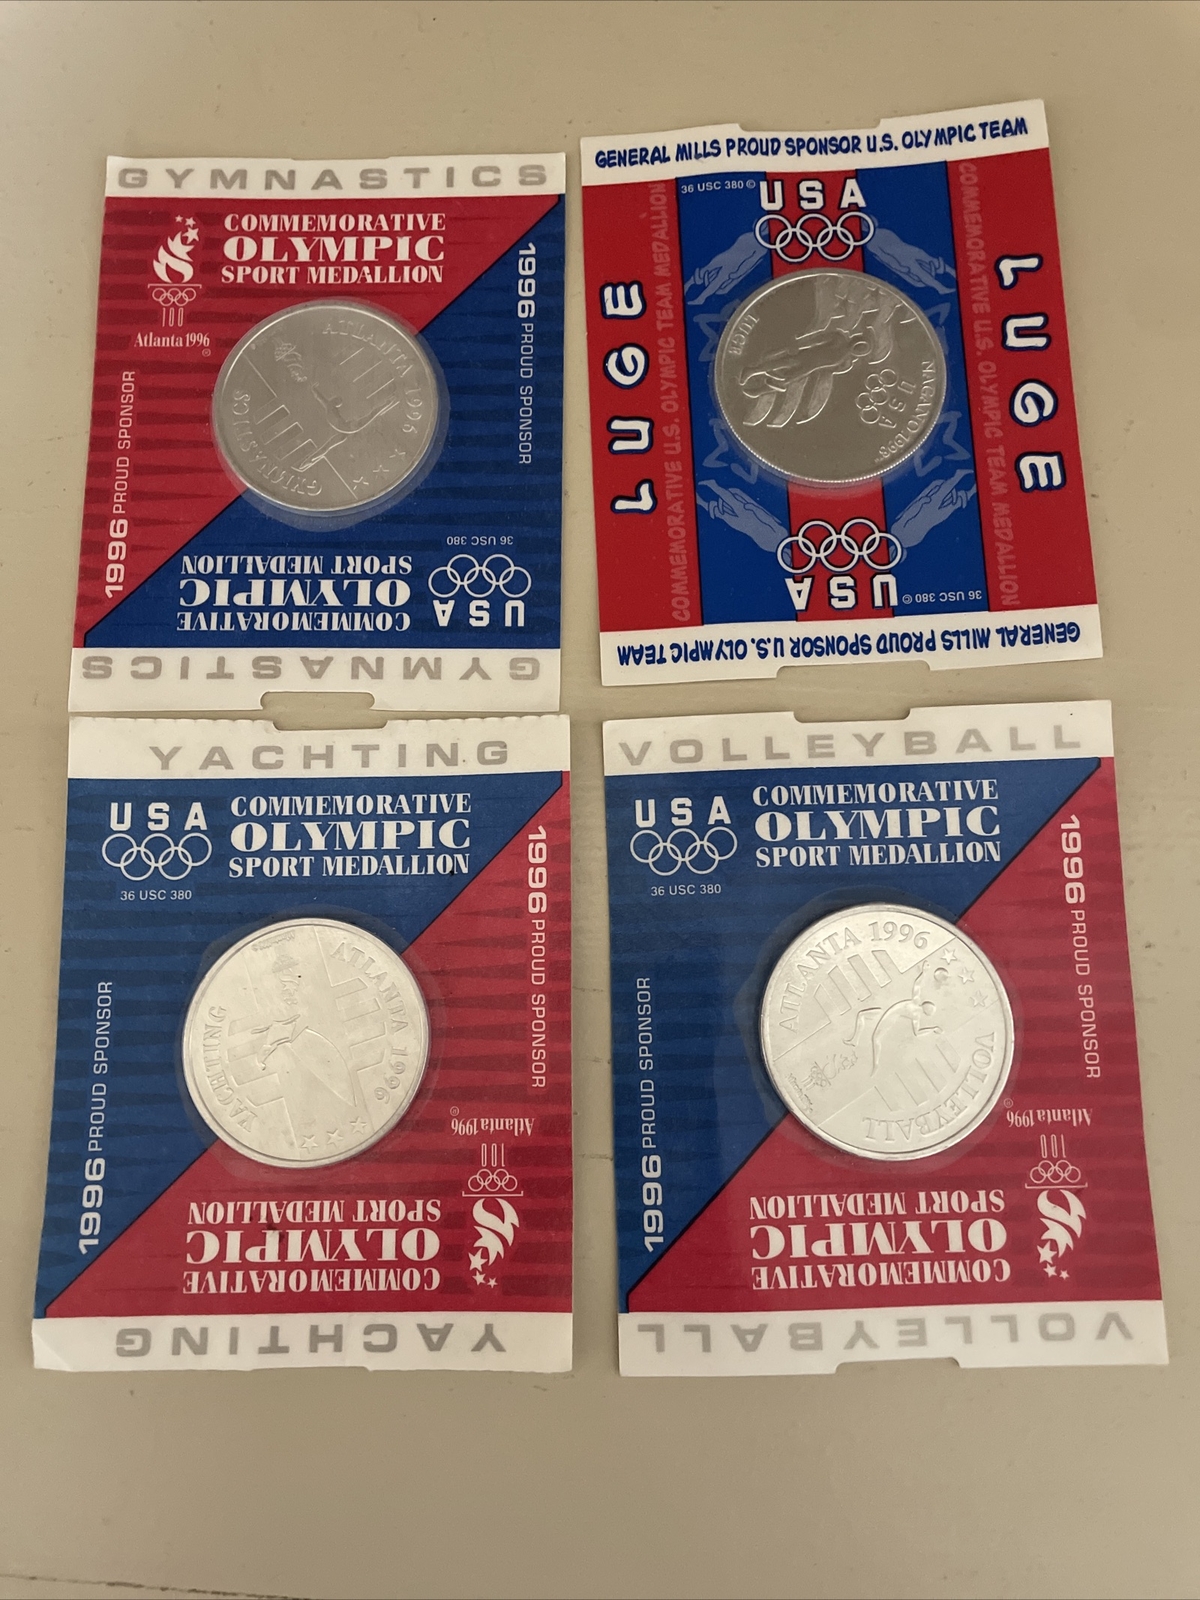 GYMNASTICS
COMMEMORATIVE
OLYMPIC
SPORT MEDALLION
100
Atlanta 1996
®
1996 PROUD SPONSOR
1996 PROUD SPONSOR
ATLANTA 1996
GYMNASTICS
36 USC 380
USA
COMMEMORATIVE
OLYMPIC
SPORT MEDALLION
GYMNASTICS
GENERAL MILLS PROUD SPONSOR U.S. OLYMPIC TEAM
36 USC 380 ©
USA
LUGE
LUGE
COMMEMORATIVE U.S. OLYMPIC TEAM MEDALLION
COMMEMORATIVE U.S. OLYMPIC TEAM MEDALLION
LUGE
NAGANO 1998
USA
USA
36 USC 380 ©
GENERAL MILLS PROUD SPONSOR U.S. OLYMPIC TEAM
YACHTING
USA
36 USC 380
COMMEMORATIVE
OLYMPIC
SPORT MEDALLION
1996 PROUD SPONSOR
1996 PROUD SPONSOR
ATLANTA 1996
YACHTING
100
Atlanta 1996
®
COMMEMORATIVE
OLYMPIC
SPORT MEDALLION
YACHTING
VOLLEYBALL
USA
36 USC 380
COMMEMORATIVE
OLYMPIC
SPORT MEDALLION
1996 PROUD SPONSOR
1996 PROUD SPONSOR
ATLANTA 1996
VOLLEYBALL
100
Atlanta 1996
®
COMMEMORATIVE
OLYMPIC
SPORT MEDALLION
VOLLEYBALL